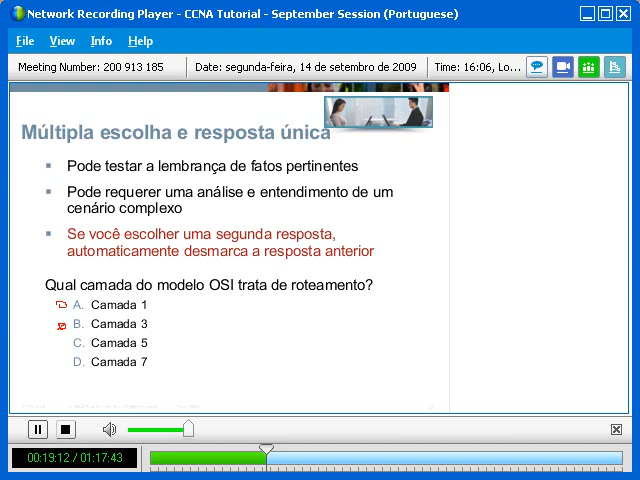 Network Recording Player - CCNA Tutorial - September Session (Portuguese)
File View Info Help
Meeting Number: 200 913 185 Date: segunda-feira, 14 de setembro de 2009 Time: 16:06, Lo...
Múltipla escolha e resposta única
Pode testar a lembrança de fatos pertinentes
Pode requerer uma análise e entendimento de um
cenário complexo
Se você escolher uma segunda resposta,
automaticamente desmarca a resposta anterior
Qual camada do modelo OSI trata de roteamento?
A. Camada 1
B. Camada 3
C. Camada 5
D. Camada 7
00:19:12 / 01:17:43